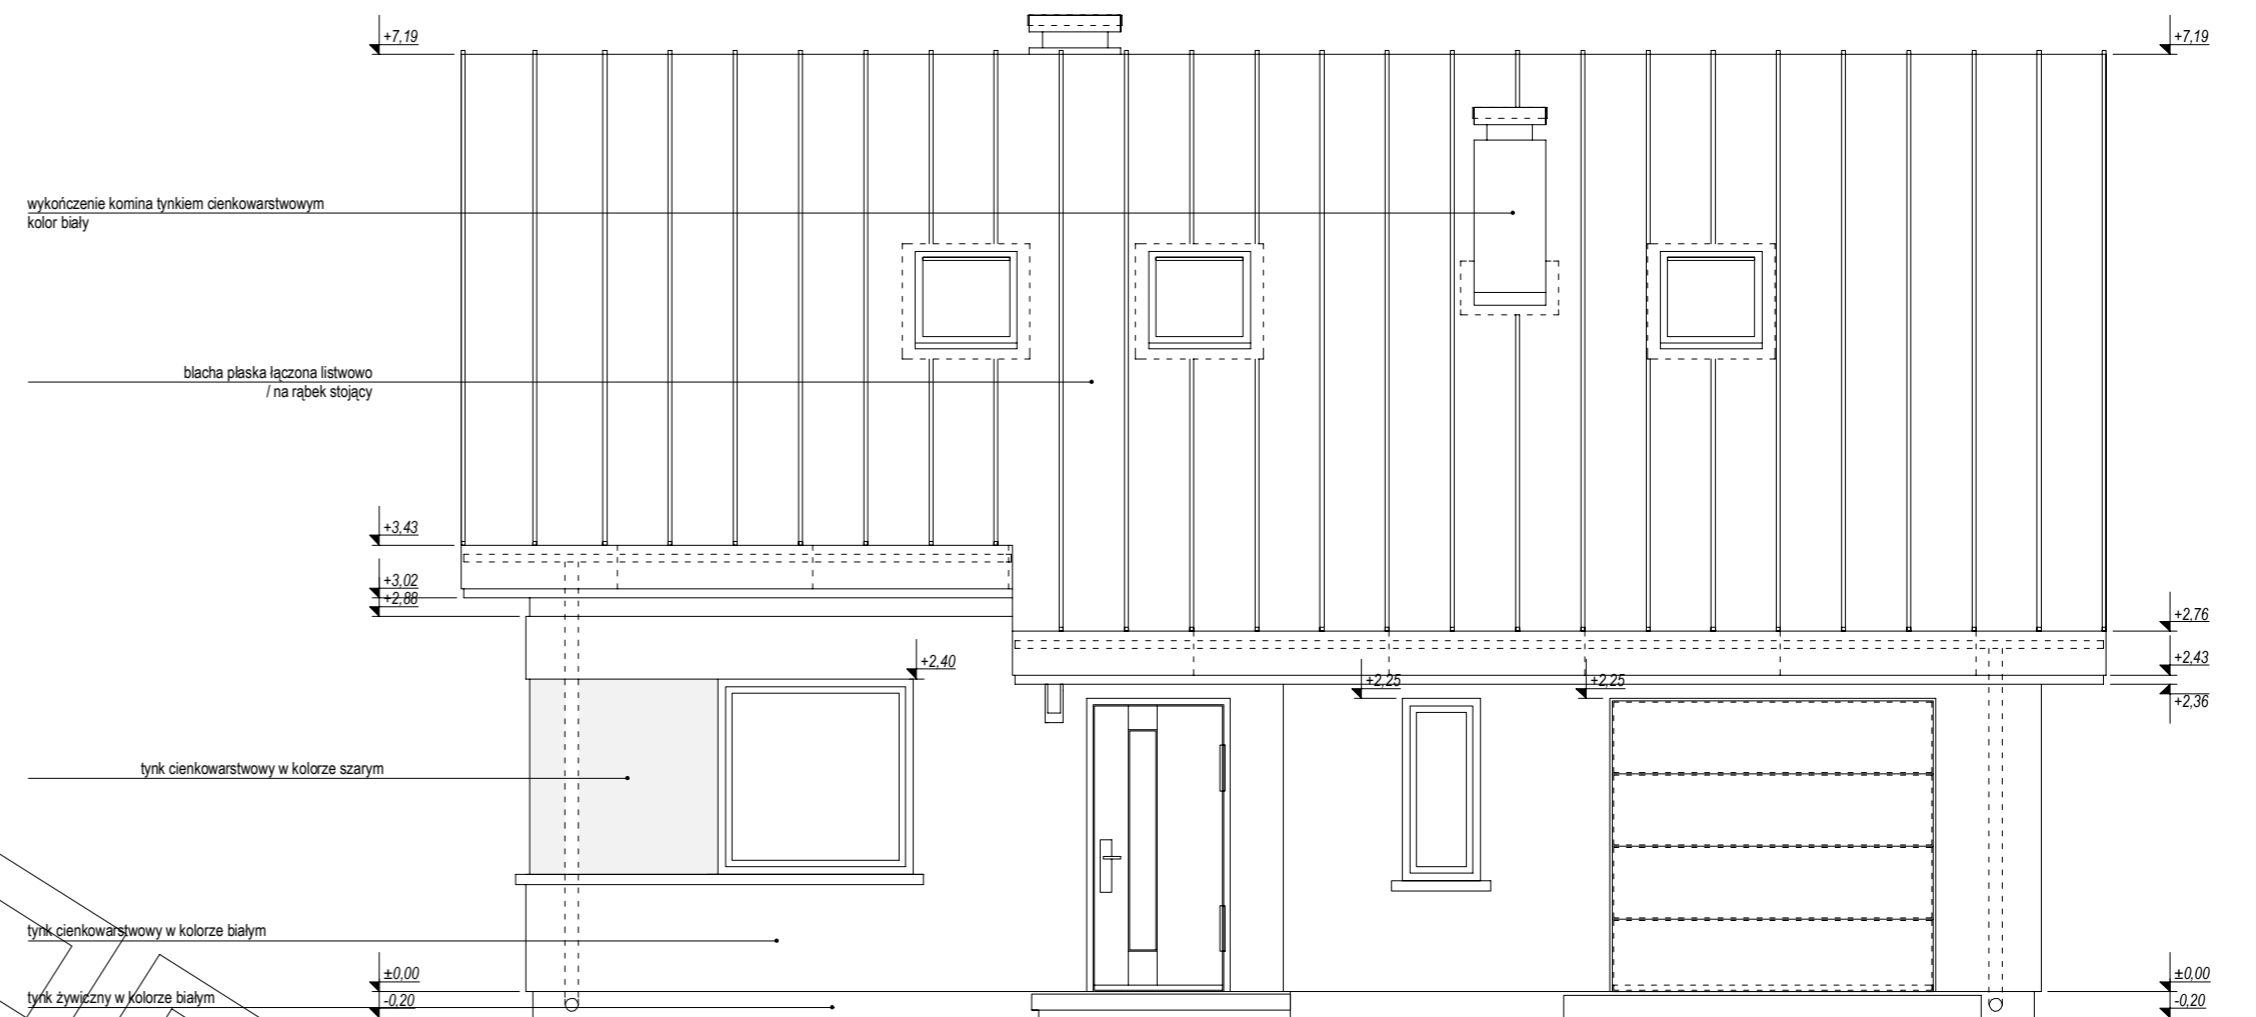 +7,19
+7,19
wykończenie komina tynkiem cienkowarstwowym
kolor biały
blacha płaska łączona listwowo
/ na rąbek stojący
+3,43
+3,02
+2,88
+2,76
+2,43
+2,36
+2,40
+2,25
+2,25
tynk cienkowarstwowy w kolorze szarym
tynk cienkowarstwowy w kolorze białym
±0,00
±0,00
tynk żywiczny w kolorze białym
-0,20
-0,20